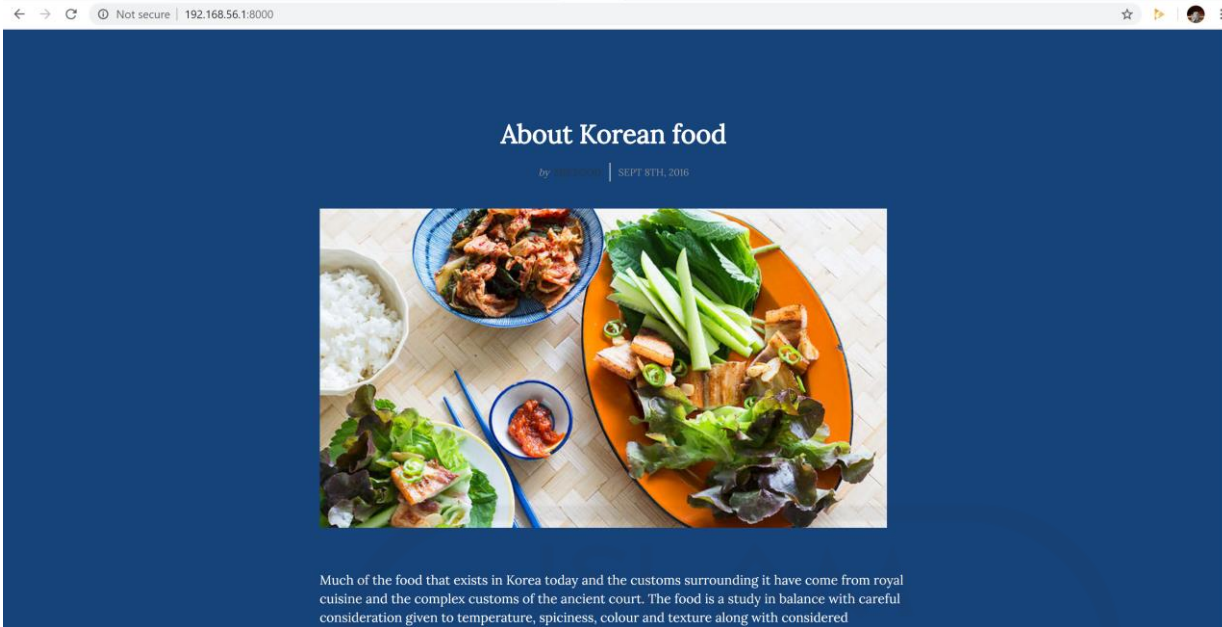 Not secure | 192.168.56.1:8000
About Korean food
by
SEPT 8TH, 2016
Much of the food that exists in Korea today and the customs surrounding it have come from royal
cuisine and the complex customs of the ancient court. The food is a study in balance with careful
consideration given to temperature, spiciness, colour and texture along with considered